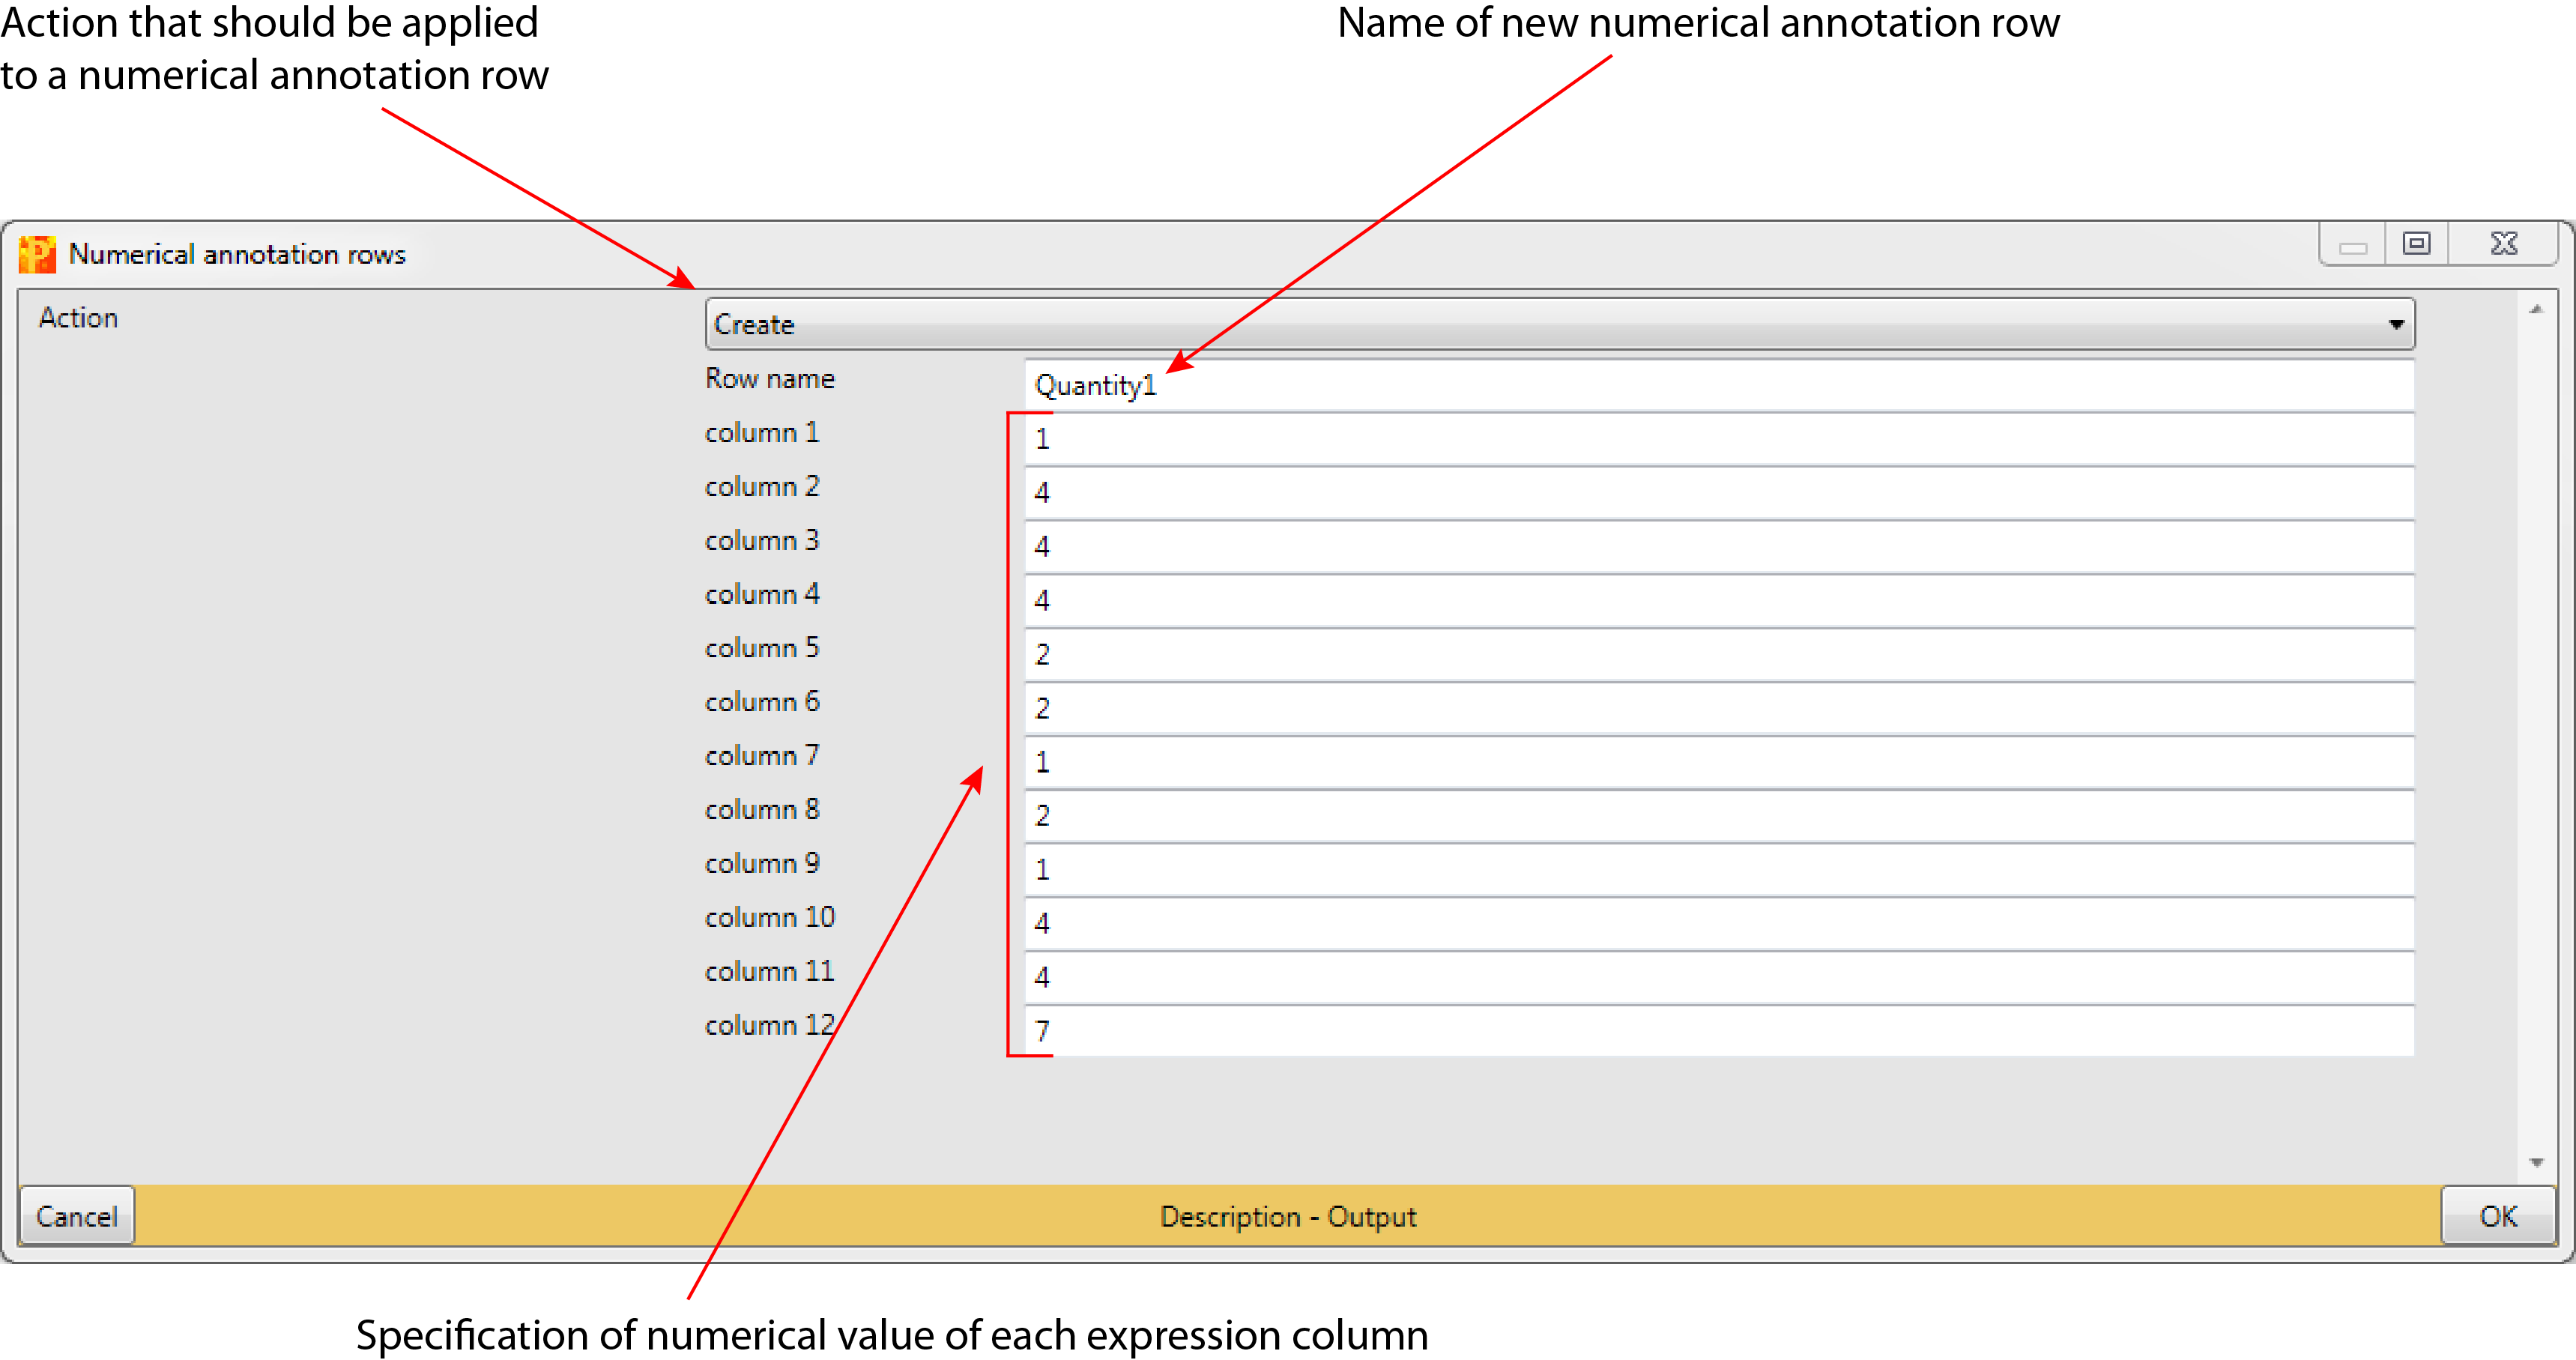 Action that should be applied
to a numerical annotation row
Name of new numerical annotation row
P Numerical annotation rows
Action
Create
Row name Quantity1
column 1 1
column 2 4
column 3 4
column 4 4
column 5 2
column 6 2
column 7 1
column 8 2
column 9 1
column 10 4
column 11 4
column 12 7
Cancel Description - Output OK
Specification of numerical value of each expression column